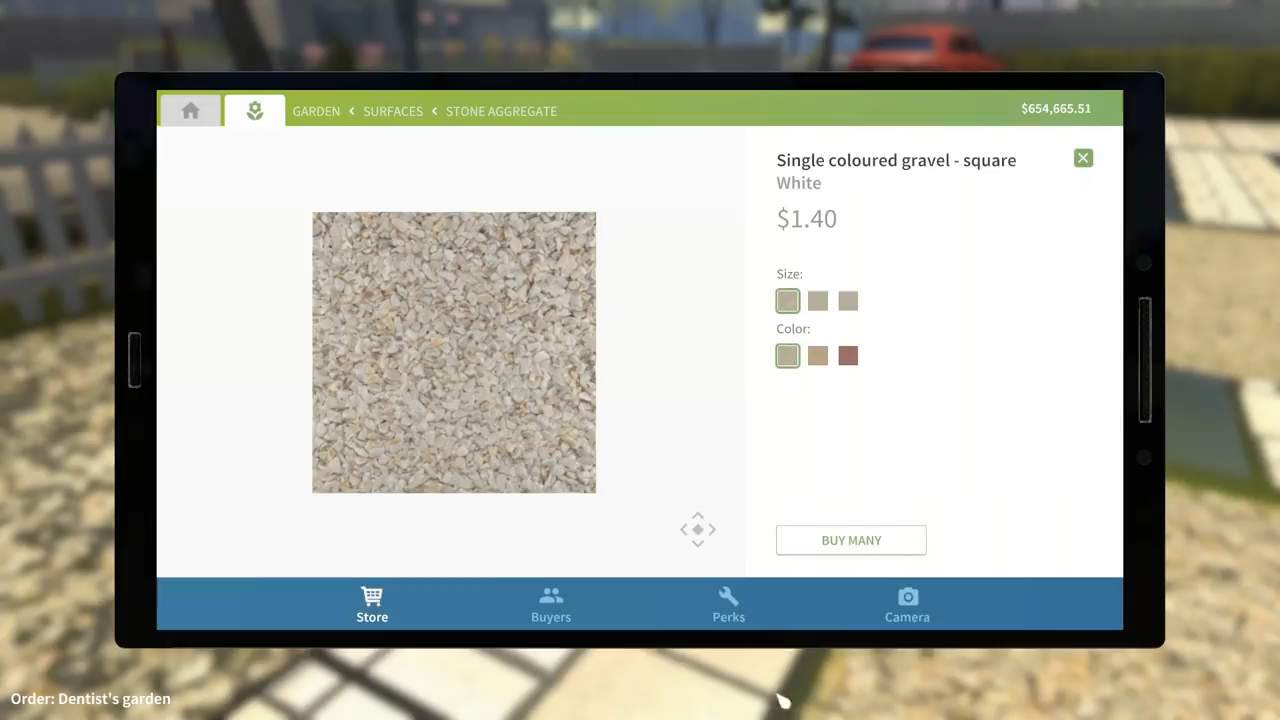 GARDEN < SURFACES < STONE AGGREGATE
$654,665.51
Single coloured gravel - square
White
$1.40
Size:
Color:
BUY MANY
Store
Buyers
Perks
Camera
Order: Dentist's garden